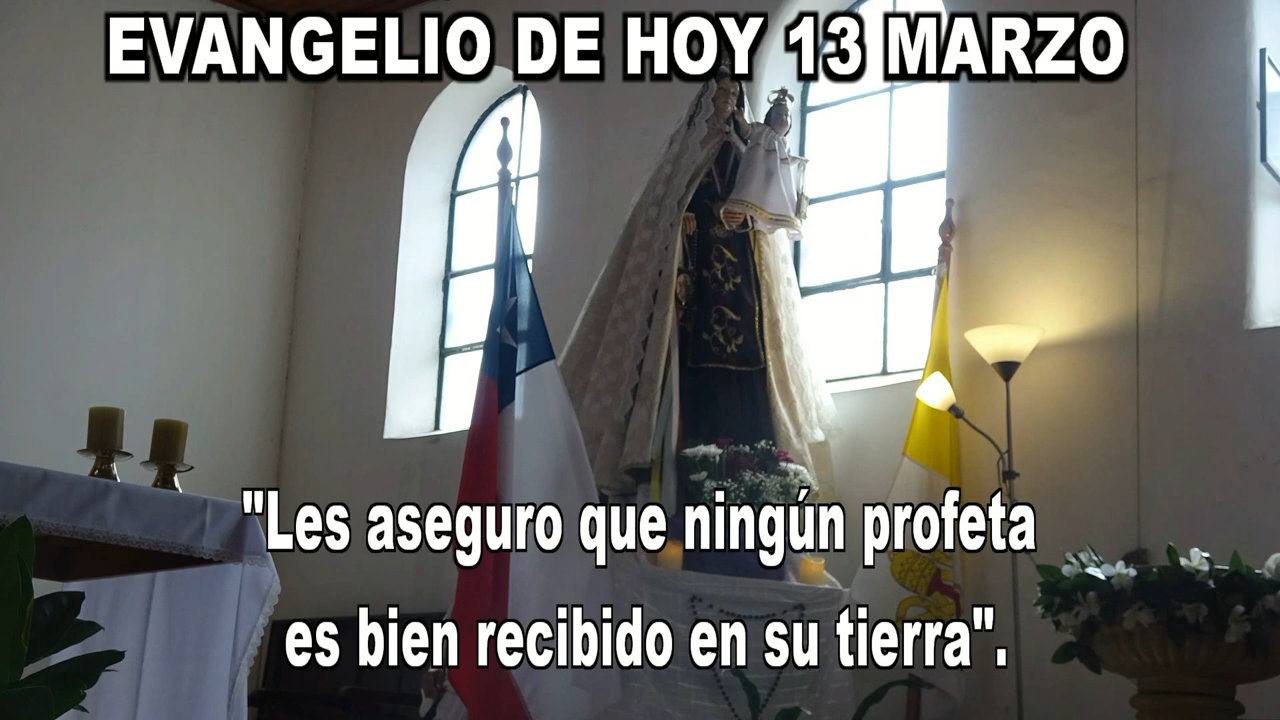 EVANGELIO DE HOY 13 MARZO
"Les aseguro que ningún profeta
es bien recibido en su tierra".